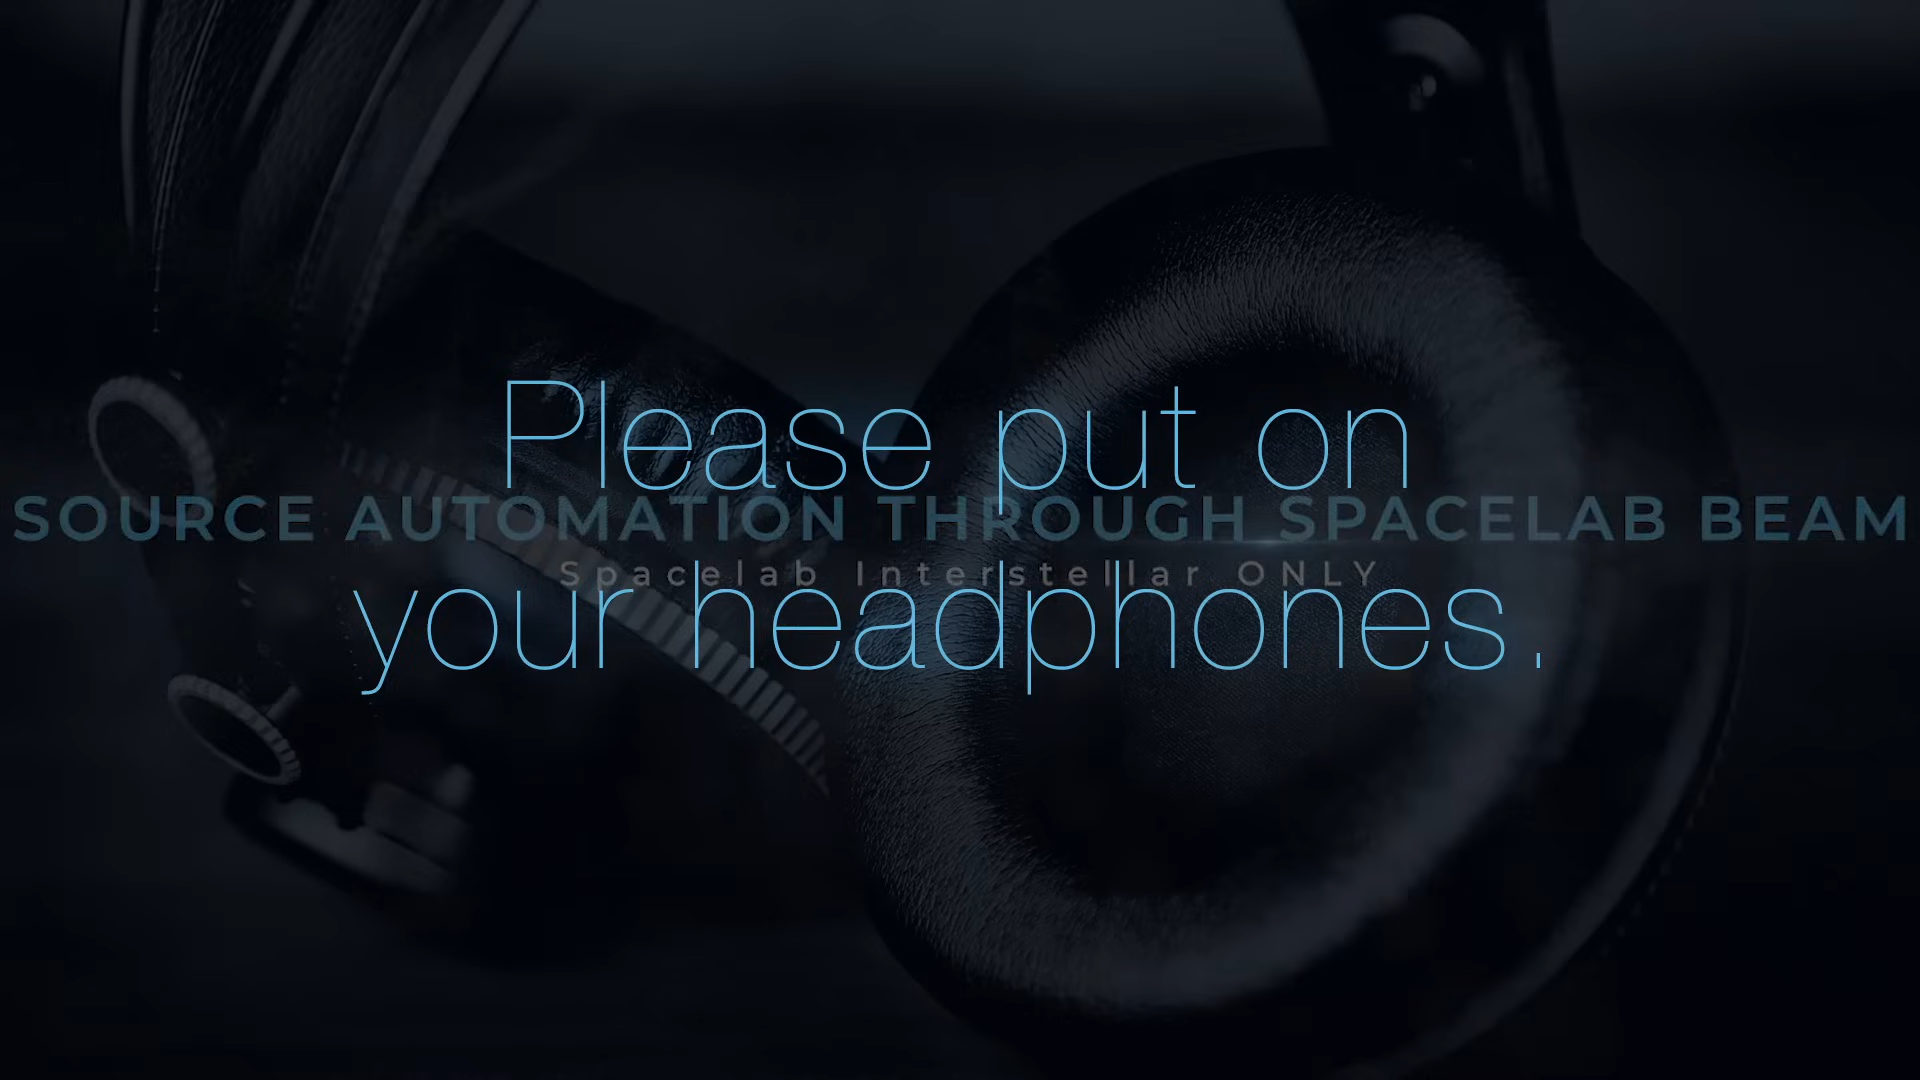 Please put on
SOURCE AUTOMATION THROUGH SPACELAB BEAM
Spacelab Interstellar ONLY
your headphones.